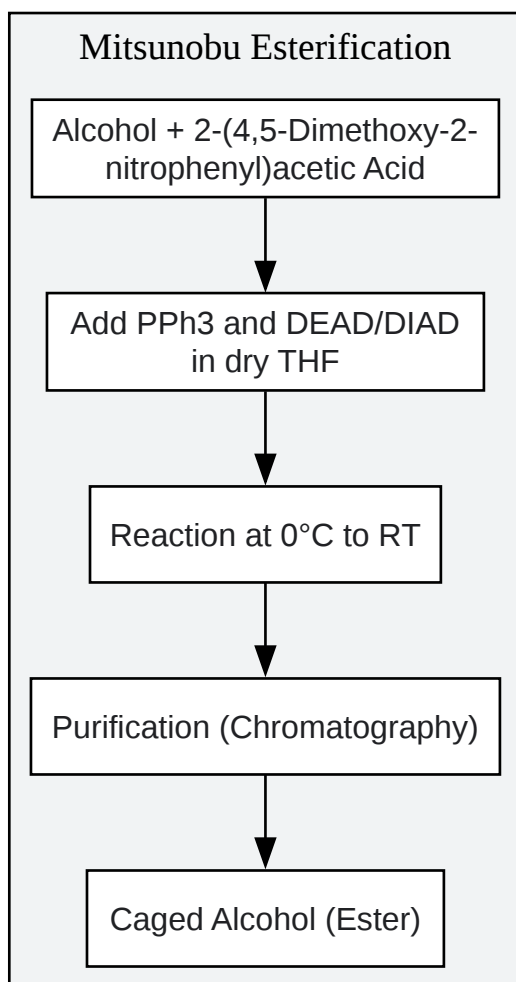 Mitsunobu Esterification
Alcohol + 2-(4,5-Dimethoxy-2-
nitrophenyl)acetic Acid
Add PPh3 and DEAD/DIAD
in dry THF
Reaction at 0°C to RT
Purification (Chromatography)
Caged Alcohol (Ester)